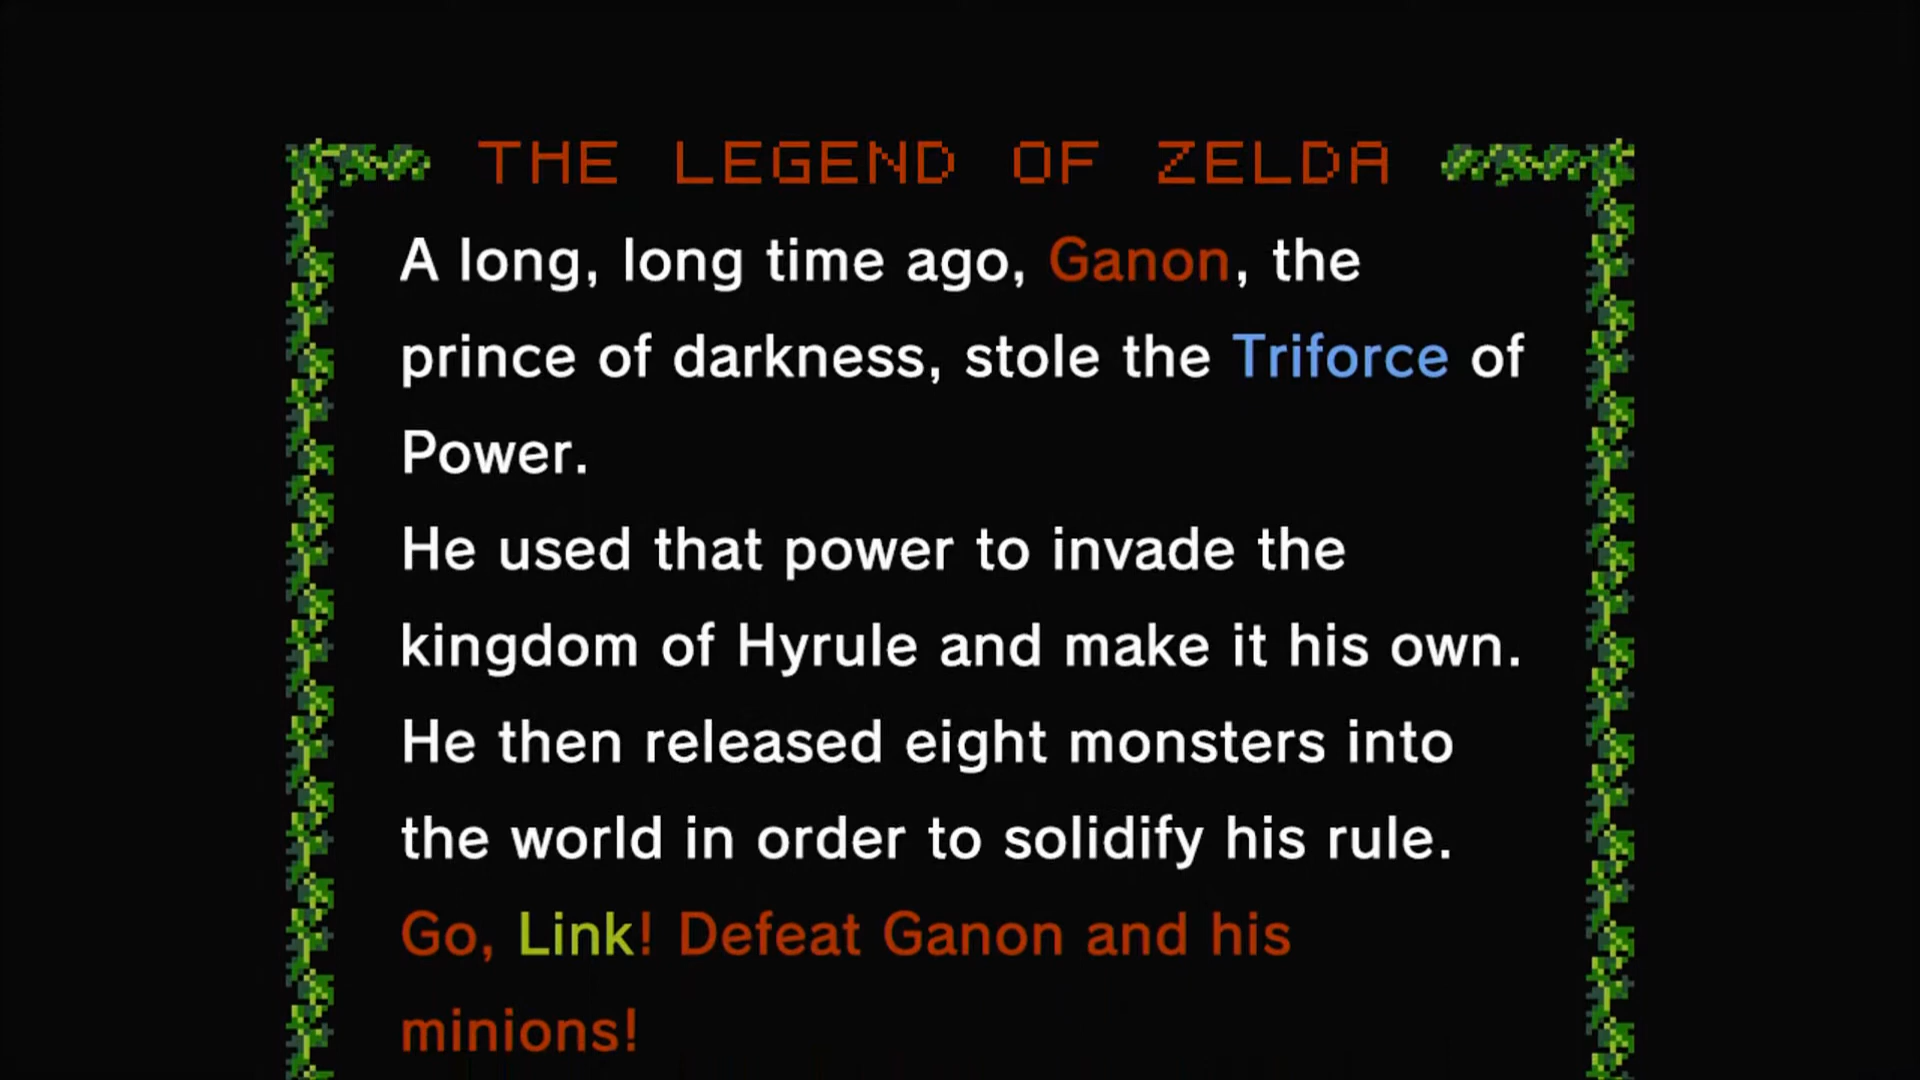 THE LEGEND OF ZELDA
A long, long time ago, Ganon, the
prince of darkness, stole the Triforce of
Power.
He used that power to invade the
kingdom of Hyrule and make it his own.
He then released eight monsters into
the world in order to solidify his rule.
Go, Link! Defeat Ganon and his
minions!